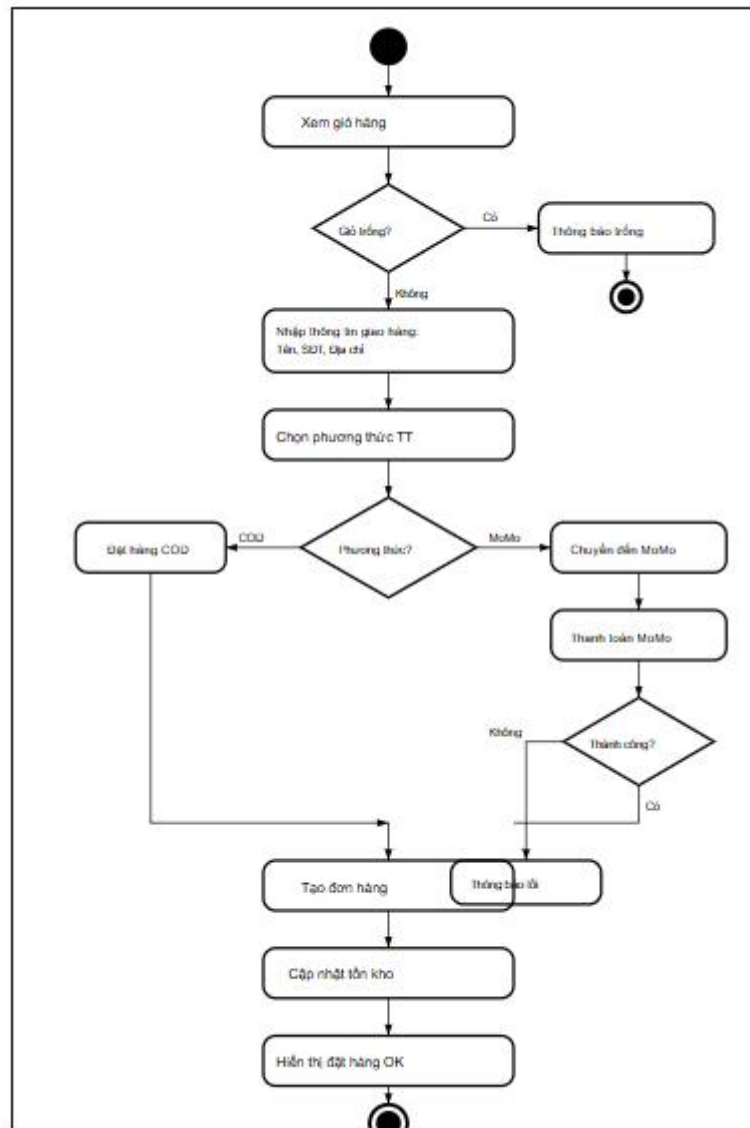 Xem giỏ hàng
Giỏ trống?
Có
Thông báo trống
Không
Nhập thông tin giao hàng:
Tên, SĐT, Địa chỉ
Chọn phương thức TT
Đặt hàng COD
COD
Phương thức?
MoMo
Chuyển đến MoMo
Thanh toán MoMo
Không
Thành công?
Có
Tạo đơn hàng
Thông báo lỗi
Cập nhật tồn kho
Hiển thị đặt hàng OK